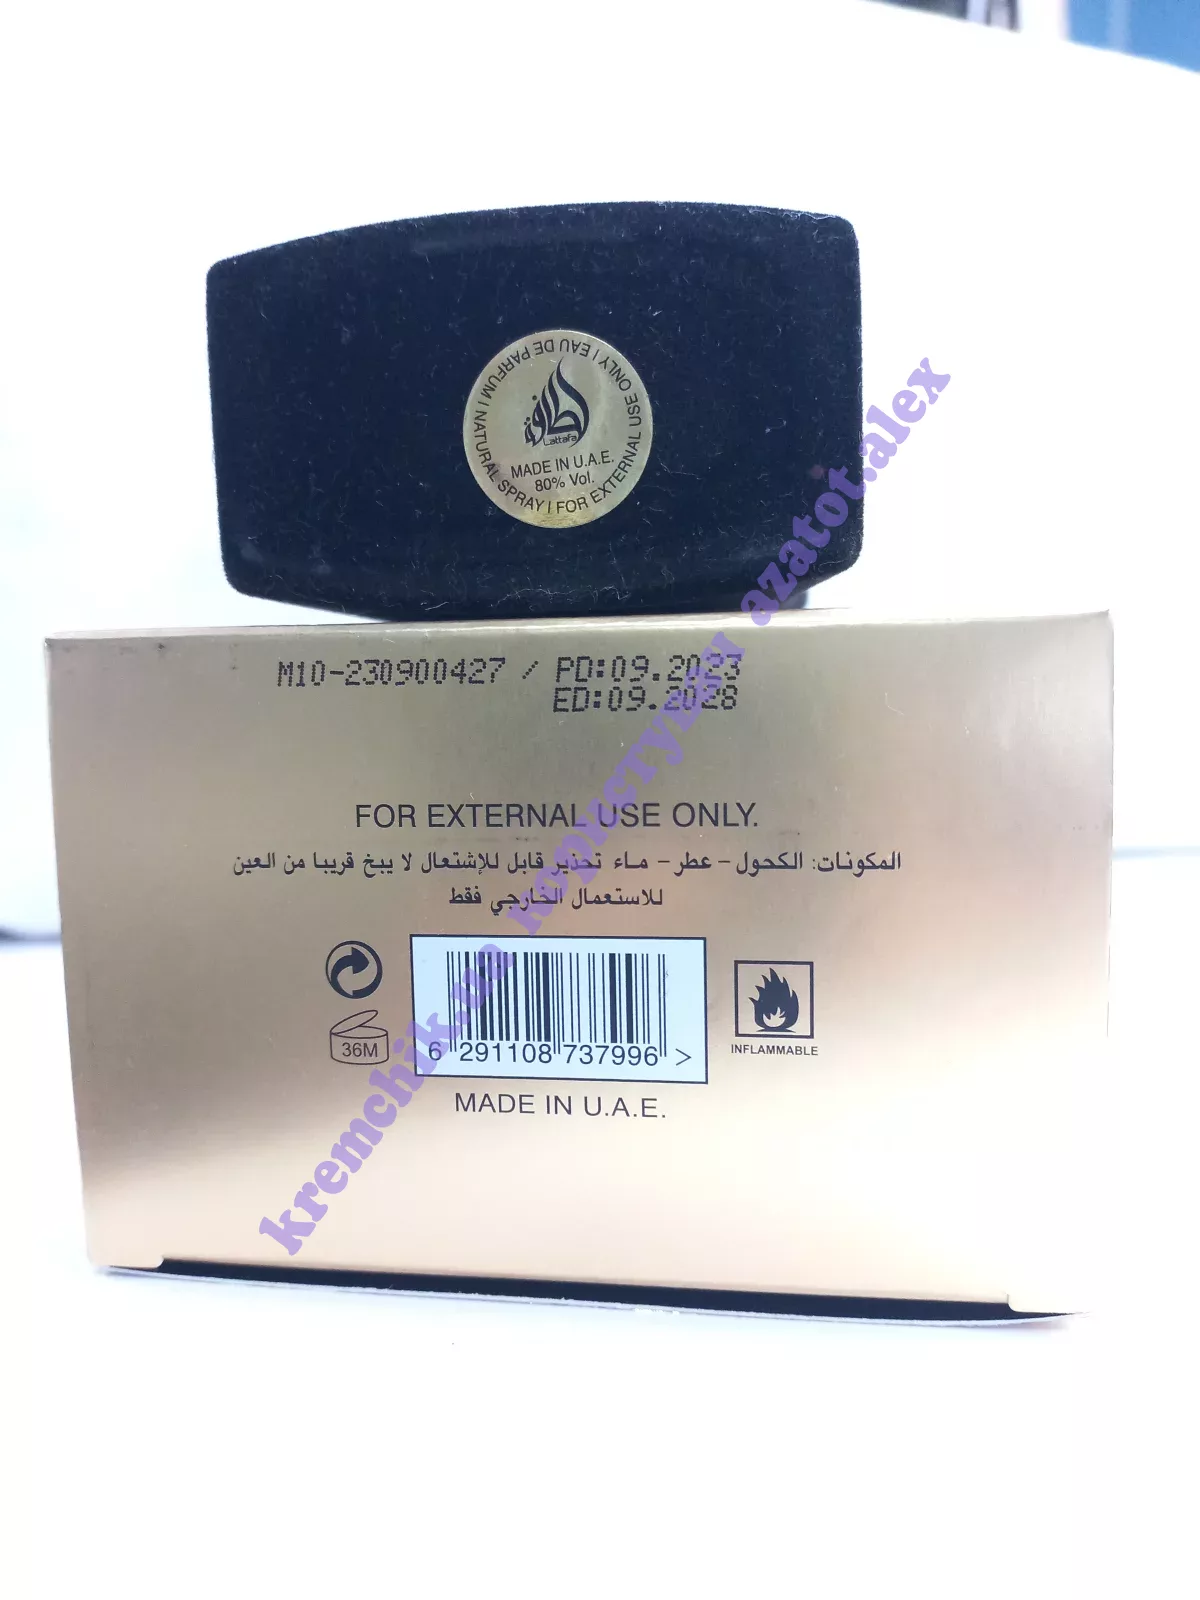 EAU DE PARFUM / NATURAL SPRAY / FOR EXTERNAL USE ONLY /
لطافة
Lattafa
MADE IN U.A.E.
80% Vol.
M10-230900427 / PD:09.2023
ED:09.2028
FOR EXTERNAL USE ONLY.
المكونات: الكحول - عطر - ماء تحذير قابل للإشتعال لا يبخ قريبا من العين
للاستعمال الخارجي فقط
36M
6 291108 737996 >
INFLAMMABLE
MADE IN U.A.E.
kremchik.ua користувач azatot.alex